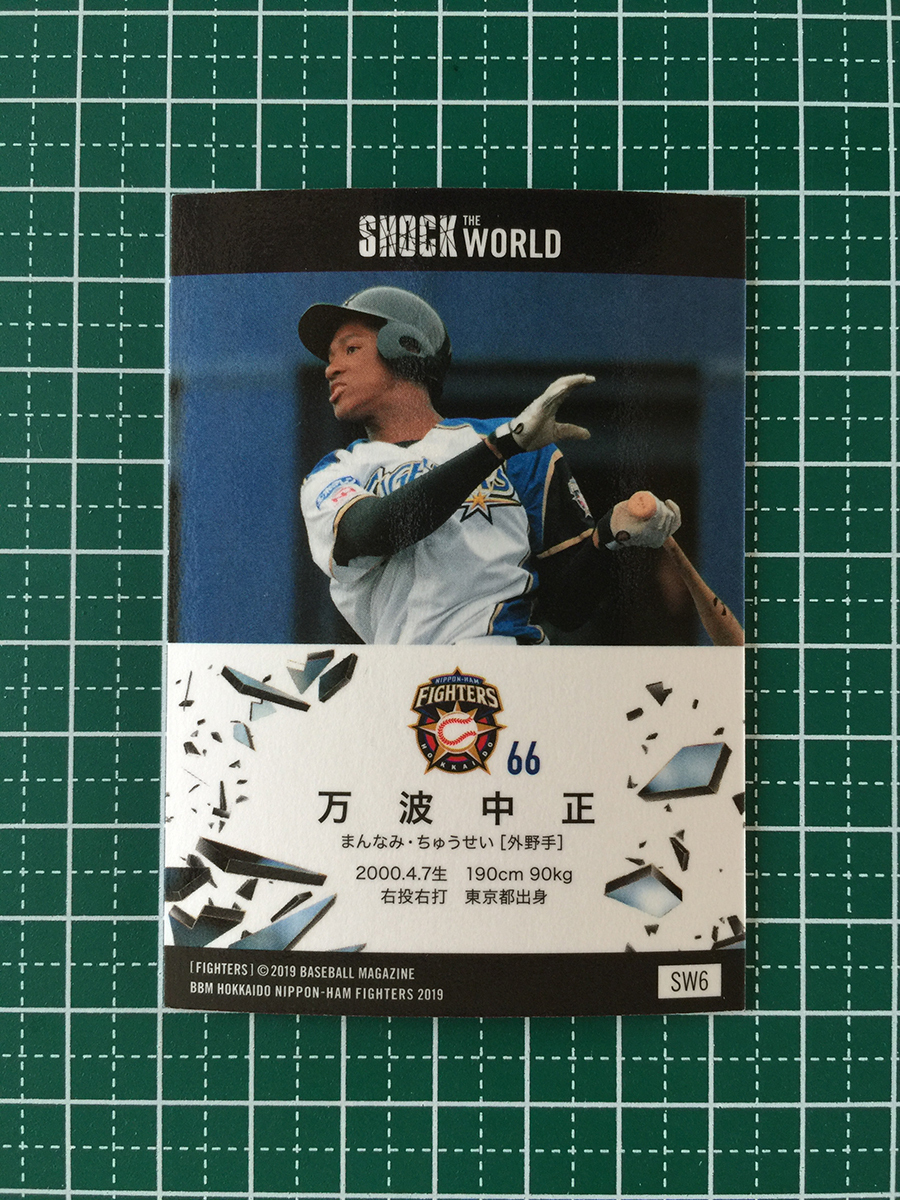 SHOCK THE WORLD
NIPPON-HAM
FIGHTERS
HOKKAIDO
66
万波中正
まんなみ・ちゅうせい [外野手]
2000.4.7生 190cm 90kg
右投右打 東京都出身
[FIGHTERS] © 2019 BASEBALL MAGAZINE
BBM HOKKAIDO NIPPON-HAM FIGHTERS 2019
SW6